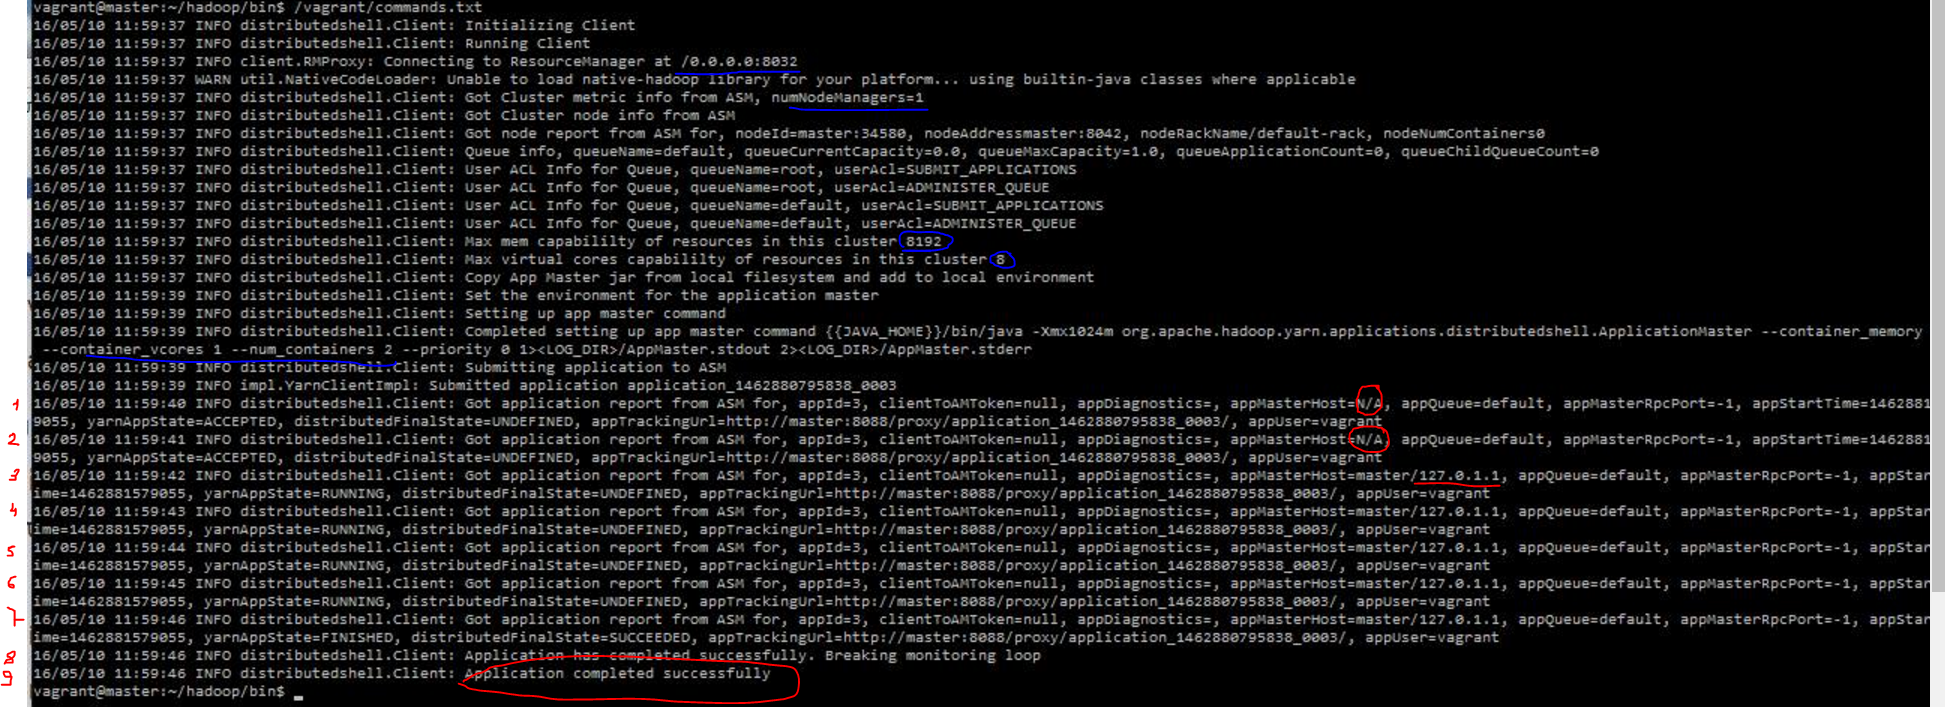 vagrant@master:~/hadoop/bin$ /vagrant/commands.txt
16/05/10 11:59:37 INFO distributedshell.Client: Initializing Client
16/05/10 11:59:37 INFO distributedshell.Client: Running Client
16/05/10 11:59:37 INFO client.RMProxy: Connecting to ResourceManager at /0.0.0.0:8032
16/05/10 11:59:37 WARN util.NativeCodeLoader: Unable to load native-hadoop library for your platform... using builtin-java classes where applicable
16/05/10 11:59:37 INFO distributedshell.Client: Got Cluster metric info from ASM, numNodeManagers=1
16/05/10 11:59:37 INFO distributedshell.Client: Got Cluster node info from ASM
16/05/10 11:59:37 INFO distributedshell.Client: Got node report from ASM for, nodeId=master:34580, nodeAddressmaster:8042, nodeRackName/default-rack, nodeNumContainers0
16/05/10 11:59:37 INFO distributedshell.Client: Queue info, queueName=default, queueCurrentCapacity=0.0, queueMaxCapacity=1.0, queueApplicationCount=0, queueChildQueueCount=0
16/05/10 11:59:37 INFO distributedshell.Client: User ACL Info for Queue, queueName=root, userAcl=SUBMIT_APPLICATIONS
16/05/10 11:59:37 INFO distributedshell.Client: User ACL Info for Queue, queueName=root, userAcl=ADMINISTER_QUEUE
16/05/10 11:59:37 INFO distributedshell.Client: User ACL Info for Queue, queueName=default, userAcl=SUBMIT_APPLICATIONS
16/05/10 11:59:37 INFO distributedshell.Client: User ACL Info for Queue, queueName=default, userAcl=ADMINISTER_QUEUE
16/05/10 11:59:37 INFO distributedshell.Client: Max mem capabililty of resources in this cluster 8192
16/05/10 11:59:37 INFO distributedshell.Client: Max virtual cores capabililty of resources in this cluster 8
16/05/10 11:59:37 INFO distributedshell.Client: Copy App Master jar from local filesystem and add to local environment
16/05/10 11:59:39 INFO distributedshell.Client: Set the environment for the application master
16/05/10 11:59:39 INFO distributedshell.Client: Setting up app master command
16/05/10 11:59:39 INFO distributedshell.Client: Completed setting up app master command {{JAVA_HOME}}/bin/java -Xmx1024m org.apache.hadoop.yarn.applications.distributedshell.ApplicationMaster --container_memory
--container_vcores 1 --num_containers 2 --priority 0 1><LOG_DIR>/AppMaster.stdout 2><LOG_DIR>/AppMaster.stderr
16/05/10 11:59:39 INFO distributedshell.Client: Submitting application to ASM
16/05/10 11:59:39 INFO impl.YarnClientImpl: Submitted application application_1462880795838_0003
1 16/05/10 11:59:40 INFO distributedshell.Client: Got application report from ASM for, appId=3, clientToAMToken=null, appDiagnostics=, appMasterHost=N/A, appQueue=default, appMasterRpcPort=-1, appStartTime=1462881
9055, yarnAppState=ACCEPTED, distributedFinalState=UNDEFINED, appTrackingUrl=http://master:8088/proxy/application_1462880795838_0003/, appUser=vagrant
2 16/05/10 11:59:41 INFO distributedshell.Client: Got application report from ASM for, appId=3, clientToAMToken=null, appDiagnostics=, appMasterHost=N/A, appQueue=default, appMasterRpcPort=-1, appStartTime=1462881
9055, yarnAppState=ACCEPTED, distributedFinalState=UNDEFINED, appTrackingUrl=http://master:8088/proxy/application_1462880795838_0003/, appUser=vagrant
3 16/05/10 11:59:42 INFO distributedshell.Client: Got application report from ASM for, appId=3, clientToAMToken=null, appDiagnostics=, appMasterHost=master/127.0.1.1, appQueue=default, appMasterRpcPort=-1, appStar
ime=1462881579055, yarnAppState=RUNNING, distributedFinalState=UNDEFINED, appTrackingUrl=http://master:8088/proxy/application_1462880795838_0003/, appUser=vagrant
4 16/05/10 11:59:43 INFO distributedshell.Client: Got application report from ASM for, appId=3, clientToAMToken=null, appDiagnostics=, appMasterHost=master/127.0.1.1, appQueue=default, appMasterRpcPort=-1, appStar
ime=1462881579055, yarnAppState=RUNNING, distributedFinalState=UNDEFINED, appTrackingUrl=http://master:8088/proxy/application_1462880795838_0003/, appUser=vagrant
5 16/05/10 11:59:44 INFO distributedshell.Client: Got application report from ASM for, appId=3, clientToAMToken=null, appDiagnostics=, appMasterHost=master/127.0.1.1, appQueue=default, appMasterRpcPort=-1, appStar
ime=1462881579055, yarnAppState=RUNNING, distributedFinalState=UNDEFINED, appTrackingUrl=http://master:8088/proxy/application_1462880795838_0003/, appUser=vagrant
6 16/05/10 11:59:45 INFO distributedshell.Client: Got application report from ASM for, appId=3, clientToAMToken=null, appDiagnostics=, appMasterHost=master/127.0.1.1, appQueue=default, appMasterRpcPort=-1, appStar
ime=1462881579055, yarnAppState=RUNNING, distributedFinalState=UNDEFINED, appTrackingUrl=http://master:8088/proxy/application_1462880795838_0003/, appUser=vagrant
7 16/05/10 11:59:46 INFO distributedshell.Client: Got application report from ASM for, appId=3, clientToAMToken=null, appDiagnostics=, appMasterHost=master/127.0.1.1, appQueue=default, appMasterRpcPort=-1, appStar
ime=1462881579055, yarnAppState=FINISHED, distributedFinalState=SUCCEEDED, appTrackingUrl=http://master:8088/proxy/application_1462880795838_0003/, appUser=vagrant
8 16/05/10 11:59:46 INFO distributedshell.Client: Application has completed successfully. Breaking monitoring loop
9 16/05/10 11:59:46 INFO distributedshell.Client: Application completed successfully
vagrant@master:~/hadoop/bin$